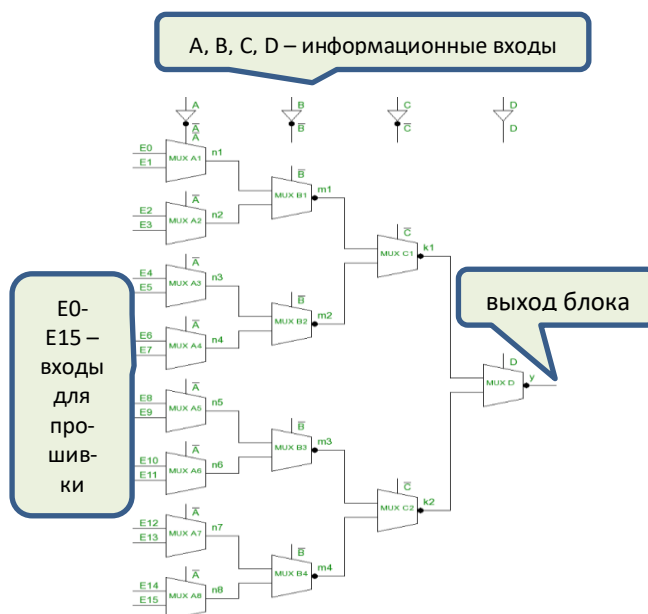 A, B, C, D – информационные входы
A B C D
A̅ B̅ C̅ D
A̅
E0
E1
MUX A1
n1
B̅
MUX B1
m1
A̅
E2
E3
MUX A2
n2
C̅
MUX C1
k1
A̅
E4
E5
MUX A3
n3
B̅
MUX B2
m2
A̅
E6
E7
MUX A4
n4
E0-
E15 –
входы
для
про-
шив-
ки
выход блока
D
MUX D
y
A̅
E8
E9
MUX A5
n5
B̅
MUX B3
m3
A̅
E10
E11
MUX A6
n6
C̅
MUX C2
k2
A̅
E12
E13
MUX A7
n7
B̅
MUX B4
m4
A̅
E14
E15
MUX A8
n8